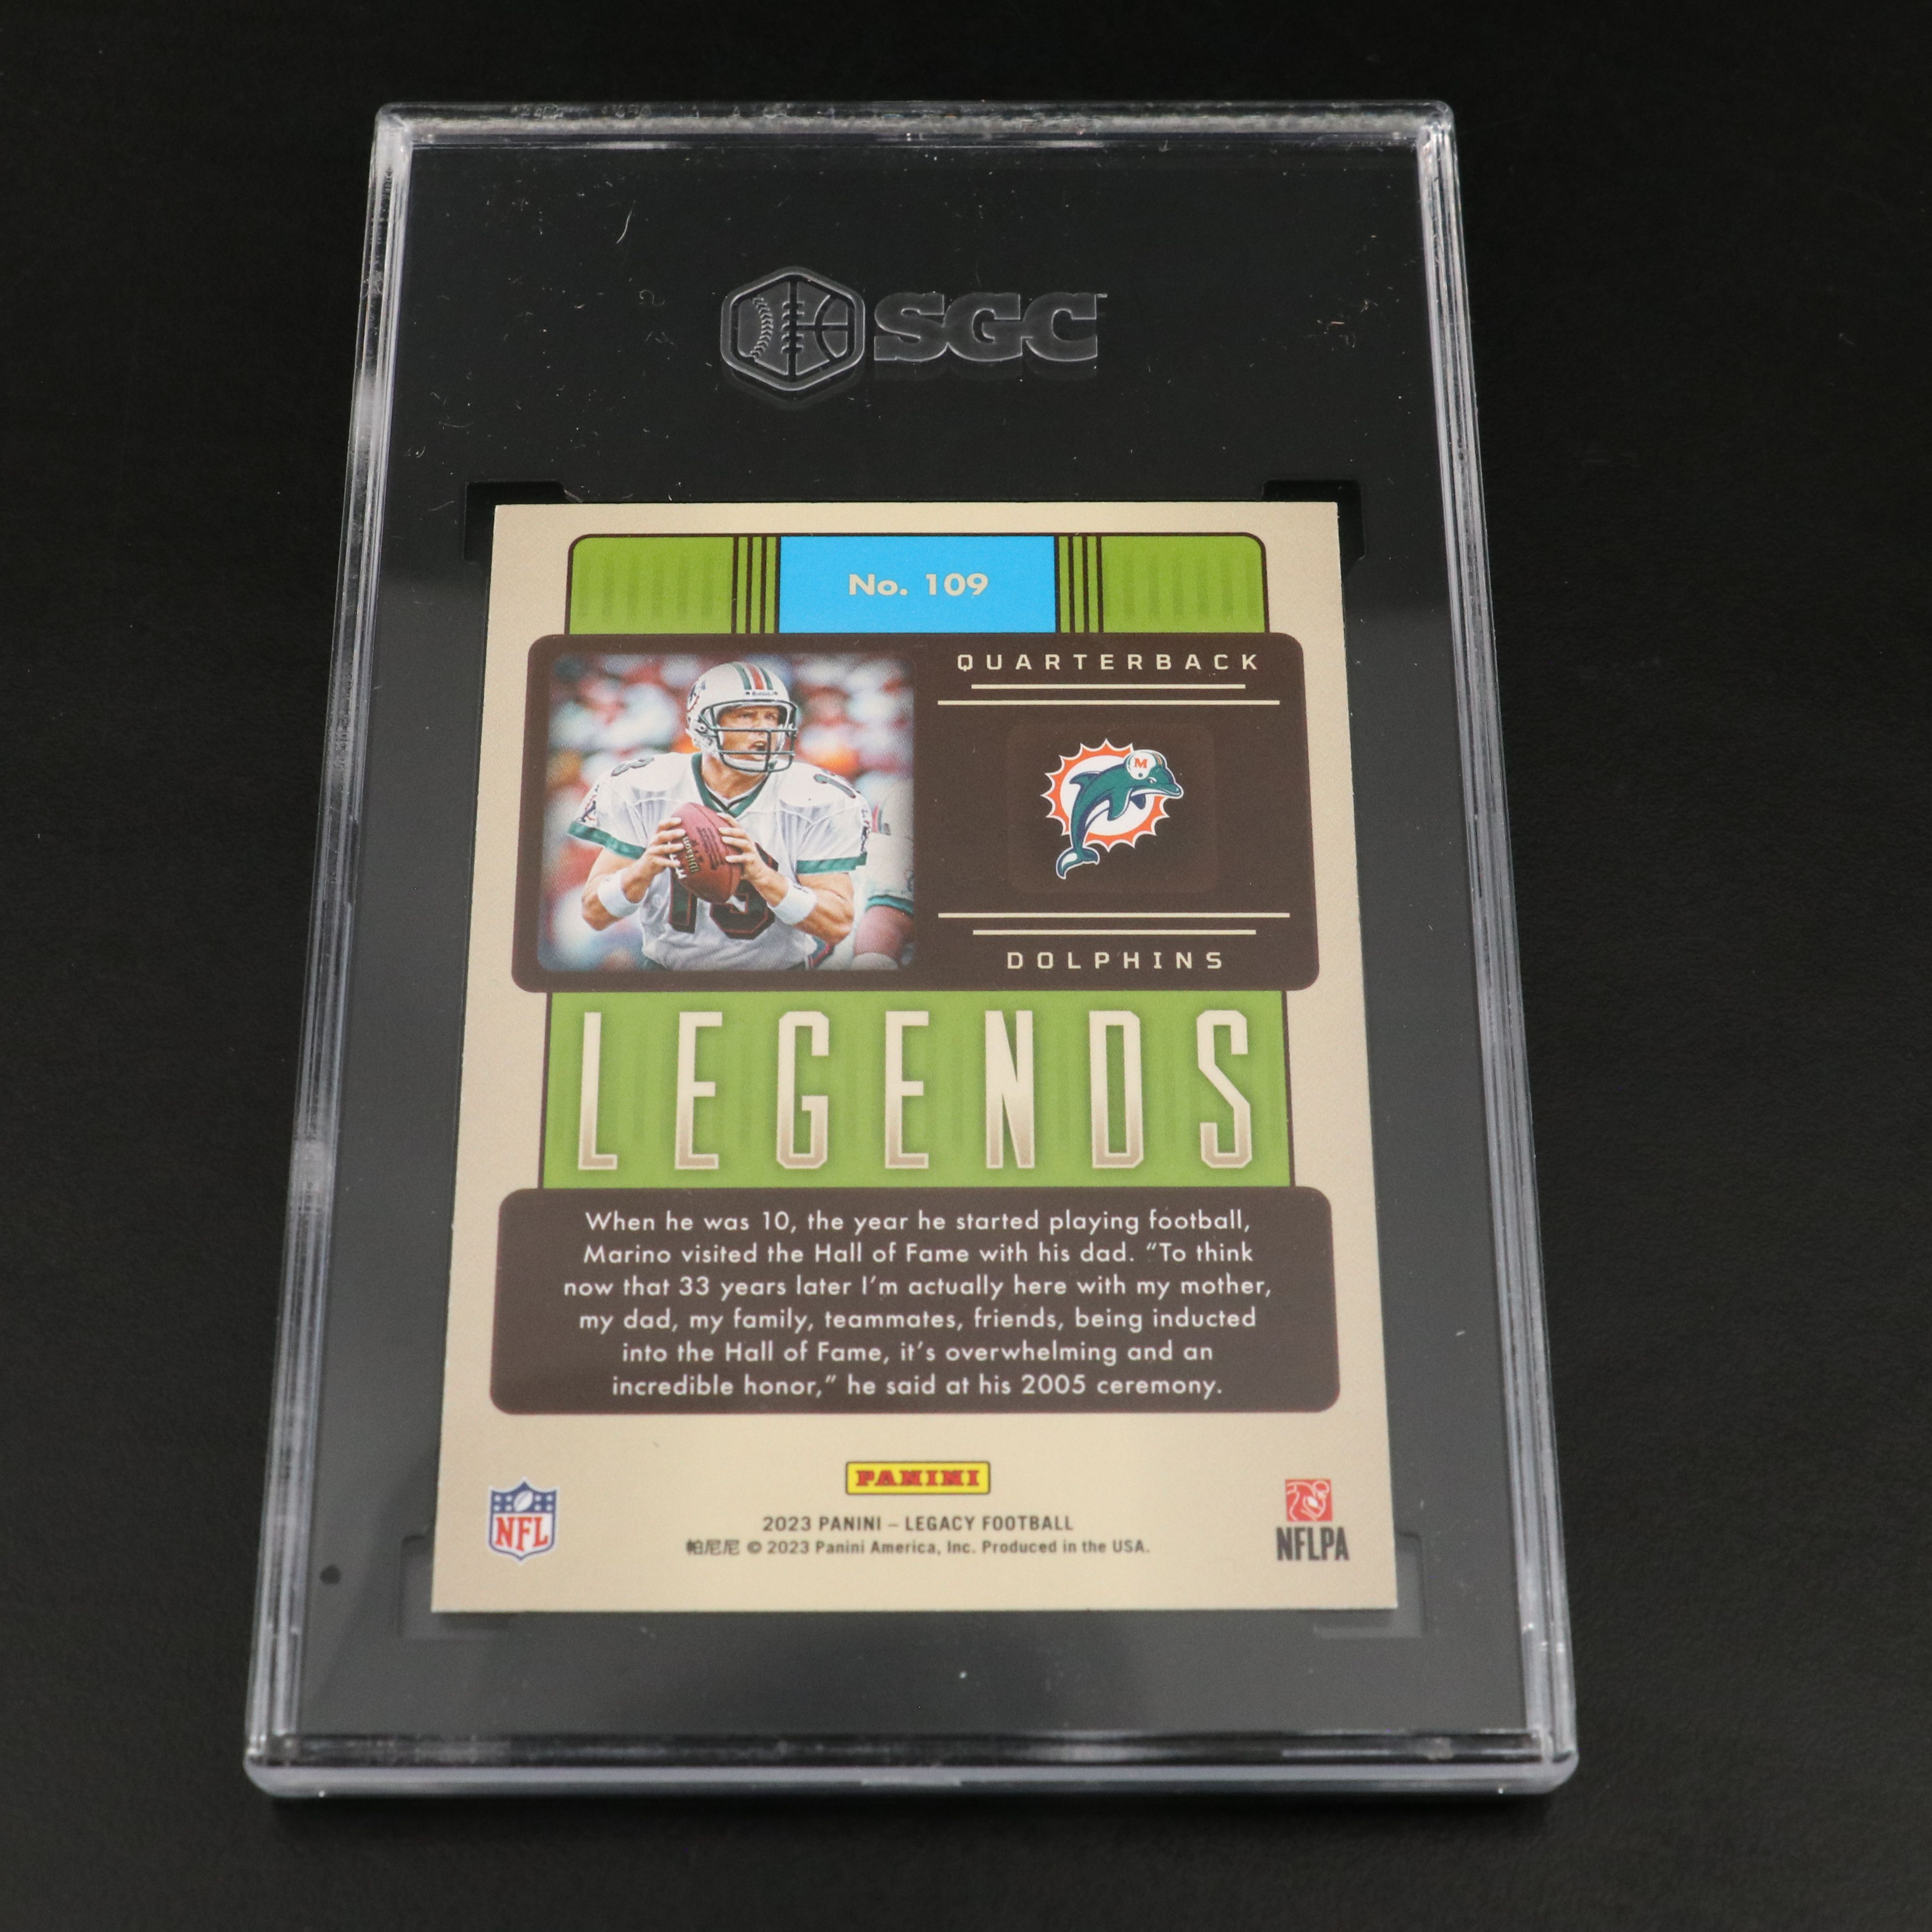 SGC
No. 109
QUARTERBACK
M
DOLPHINS
LEGENDS
When he was 10, the year he started playing football,
Marino visited the Hall of Fame with his dad. “To think
now that 33 years later I’m actually here with my mother,
my dad, my family, teammates, friends, being inducted
into the Hall of Fame, it’s overwhelming and an
incredible honor,” he said at his 2005 ceremony.
PANINI
NFL
2023 PANINI – LEGACY FOOTBALL
帕尼尼 © 2023 Panini America, Inc. Produced in the USA.
NFLPA